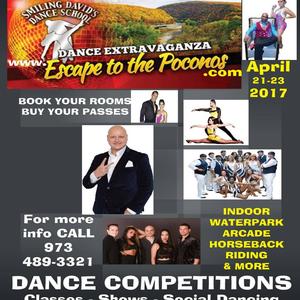 SMILING DAVID'S
DANCE SCHOOL
DANCE EXTRAVAGANZA
www.
Escape to the Poconos
.com
April
21-23
2017
BOOK YOUR ROOMS
BUY YOUR PASSES
INDOOR
WATERPARK
ARCADE
HORSEBACK
RIDING
& MORE
For more
info CALL
973
489-3321
DANCE COMPETITIONS
Classes - Shows - Social Dancing